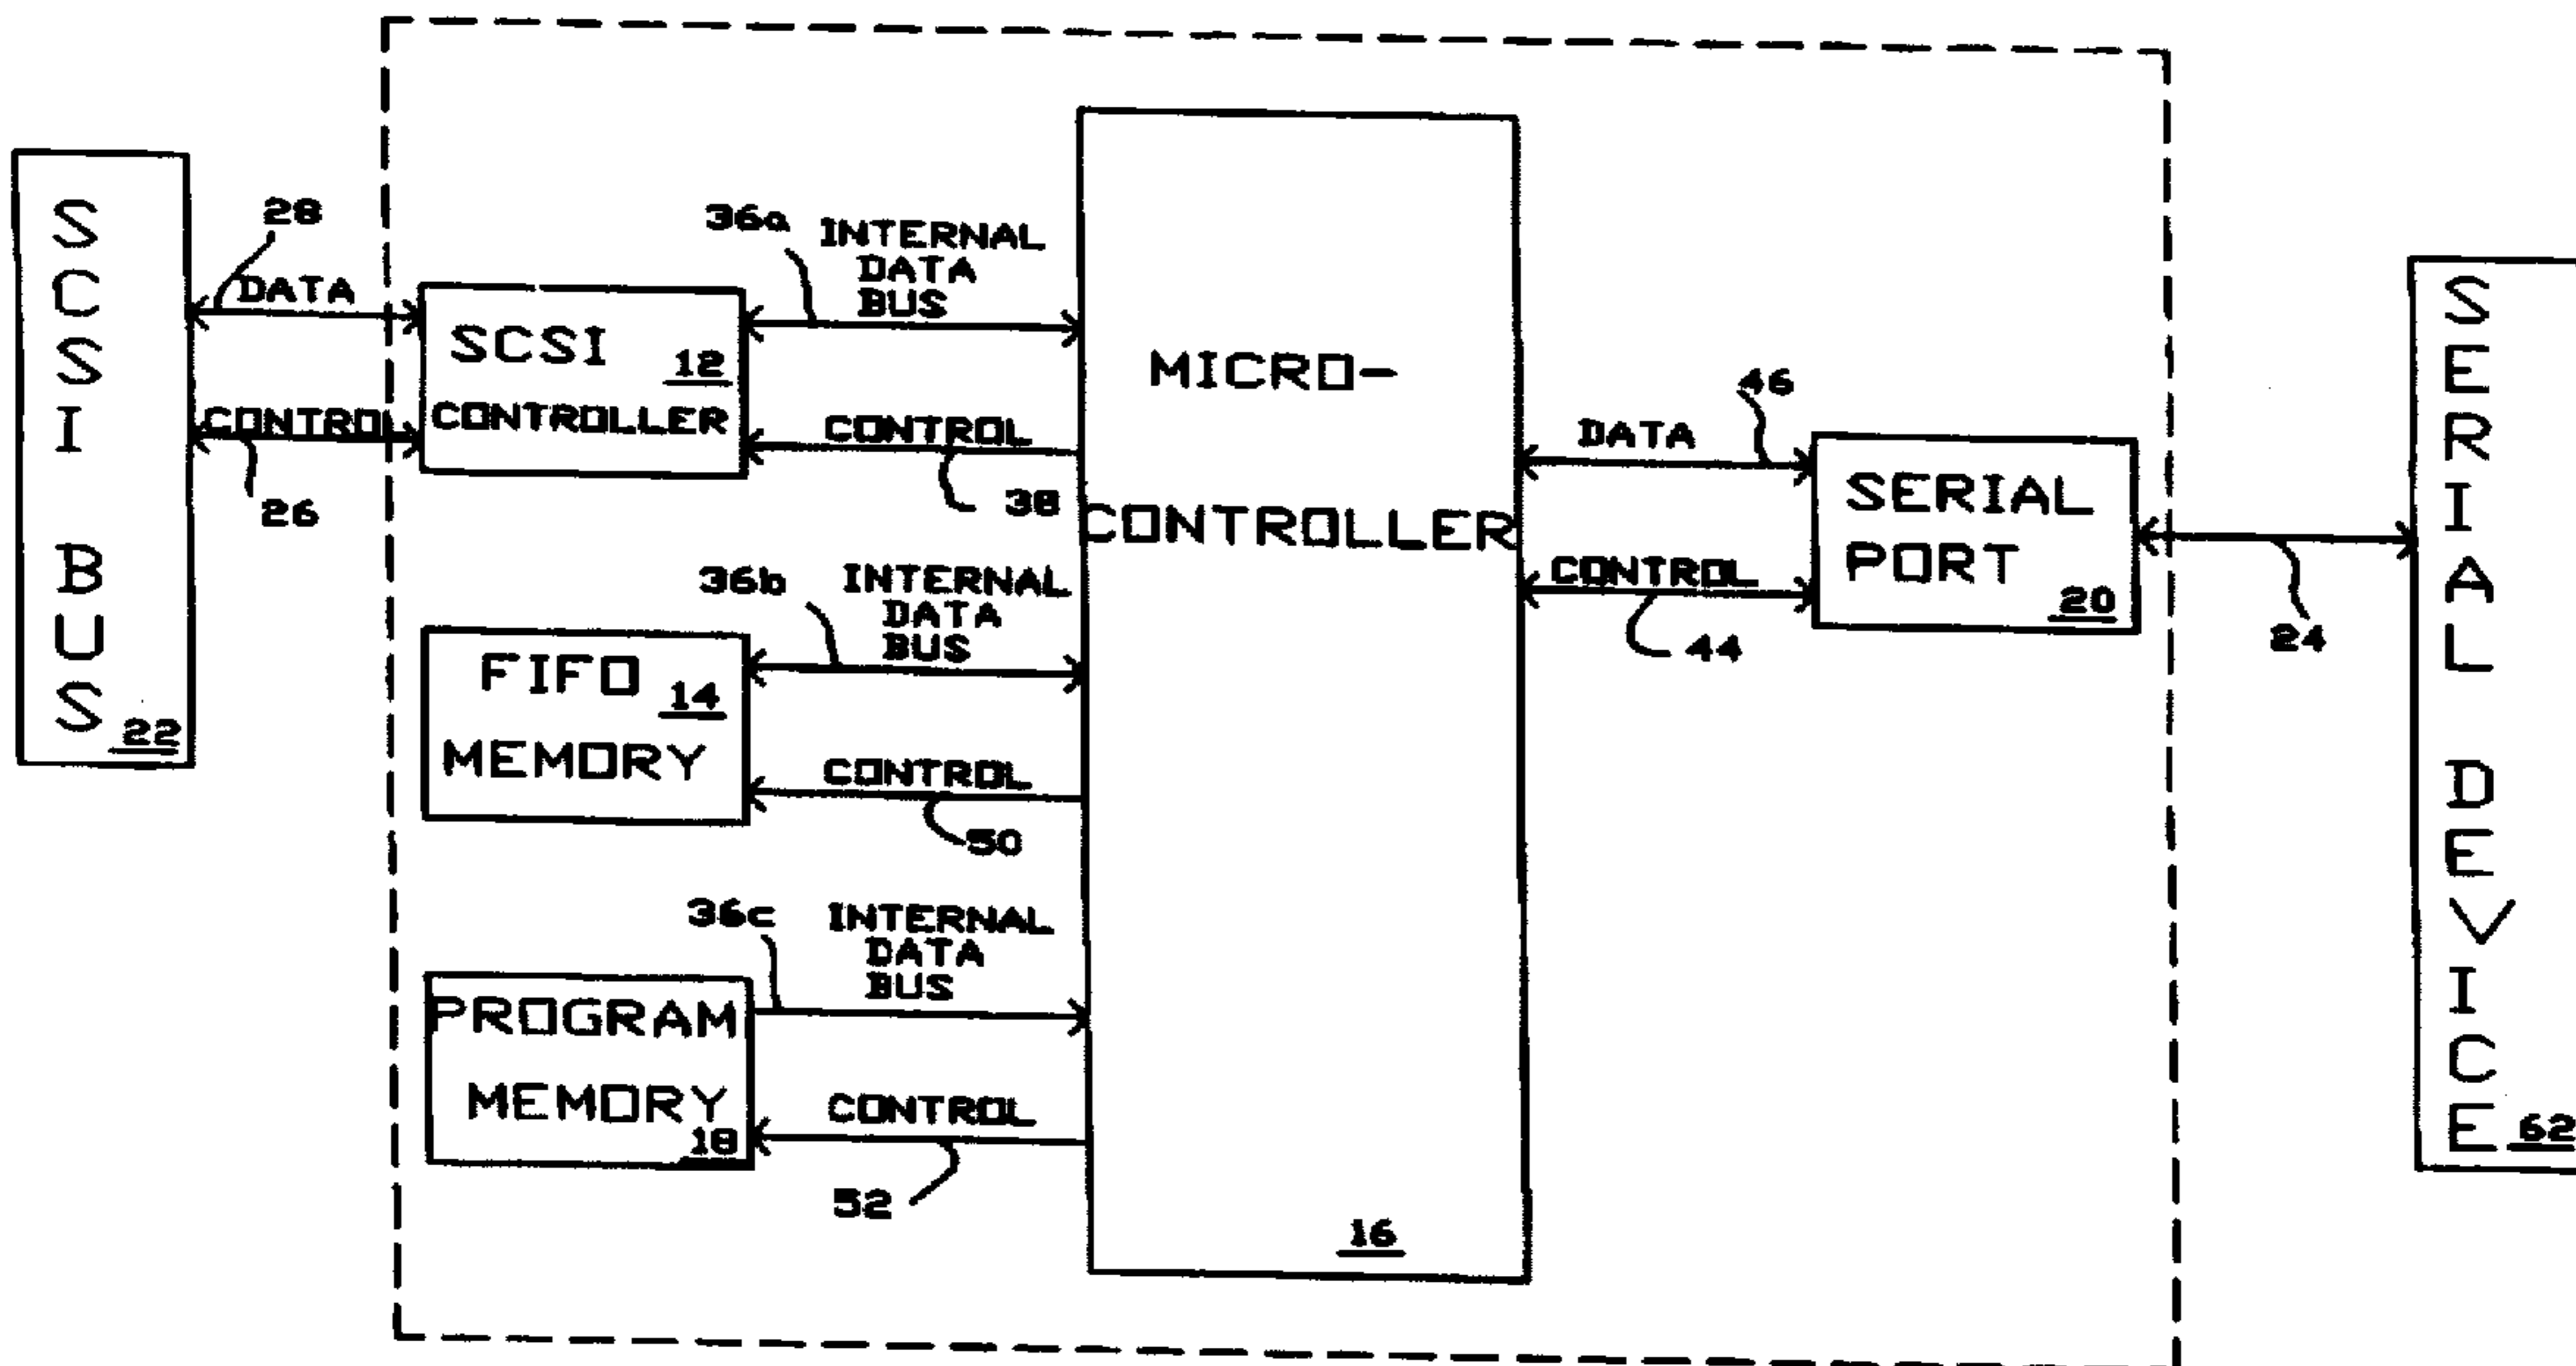 SCSI BUS
22
28
DATA
CONTROL
26
SCSI
12
CONTROLLER
36a
INTERNAL
DATA
BUS
CONTROL
38
FIFO
14
MEMORY
36b
INTERNAL
DATA
BUS
CONTROL
50
PROGRAM
MEMORY
18
36c
INTERNAL
DATA
BUS
CONTROL
52
MICRO-
CONTROLLER
16
46
DATA
CONTROL
44
SERIAL
PORT
20
24
SERIAL DEVICE
62